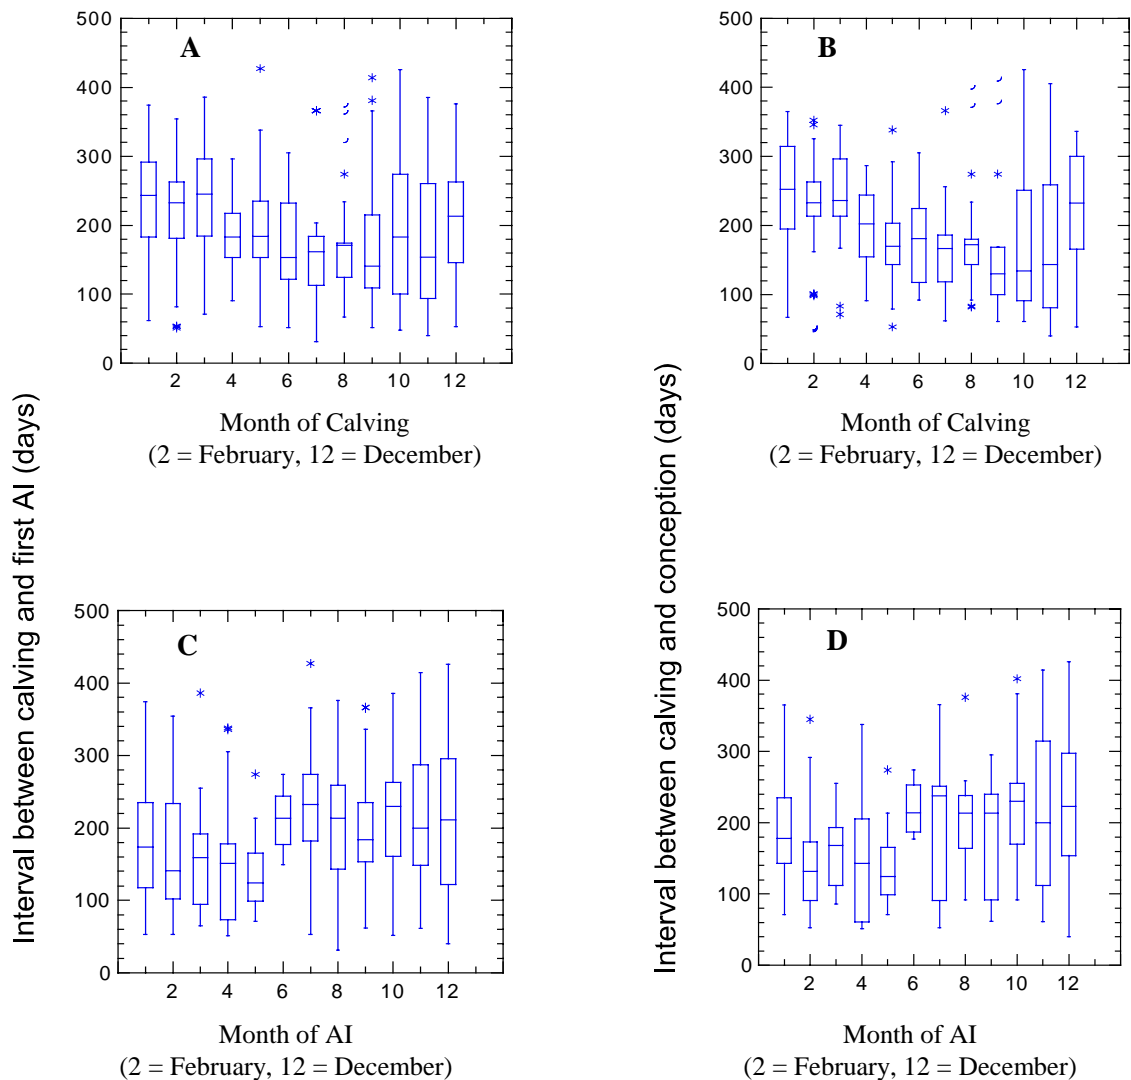 A
500
400
300
200
100
0
2 4 6 8 10 12
Month of Calving
(2 = February, 12 = December)
B
500
400
300
200
100
0
2 4 6 8 10 12
Month of Calving
(2 = February, 12 = December)
Interval between calving and first AI (days)
Interval between calving and conception (days)
C
500
400
300
200
100
0
2 4 6 8 10 12
Month of AI
(2 = February, 12 = December)
D
500
400
300
200
100
0
2 4 6 8 10 12
Month of AI
(2 = February, 12 = December)